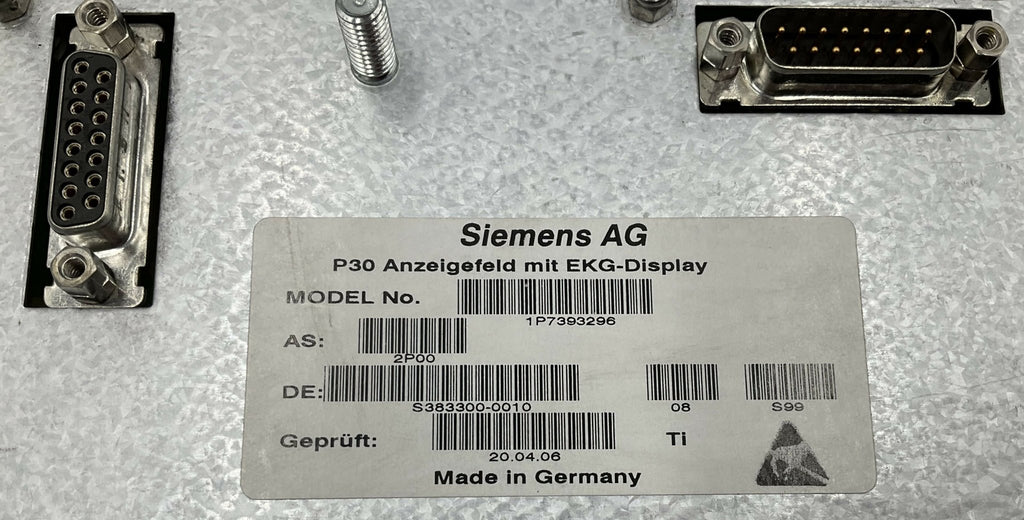 Siemens AG
P30 Anzeigefeld mit EKG-Display
MODEL No.
1P7393296
AS:
2P00
DE:
S383300-0010 08 S99
Geprüft: Ti
20.04.06
Made in Germany